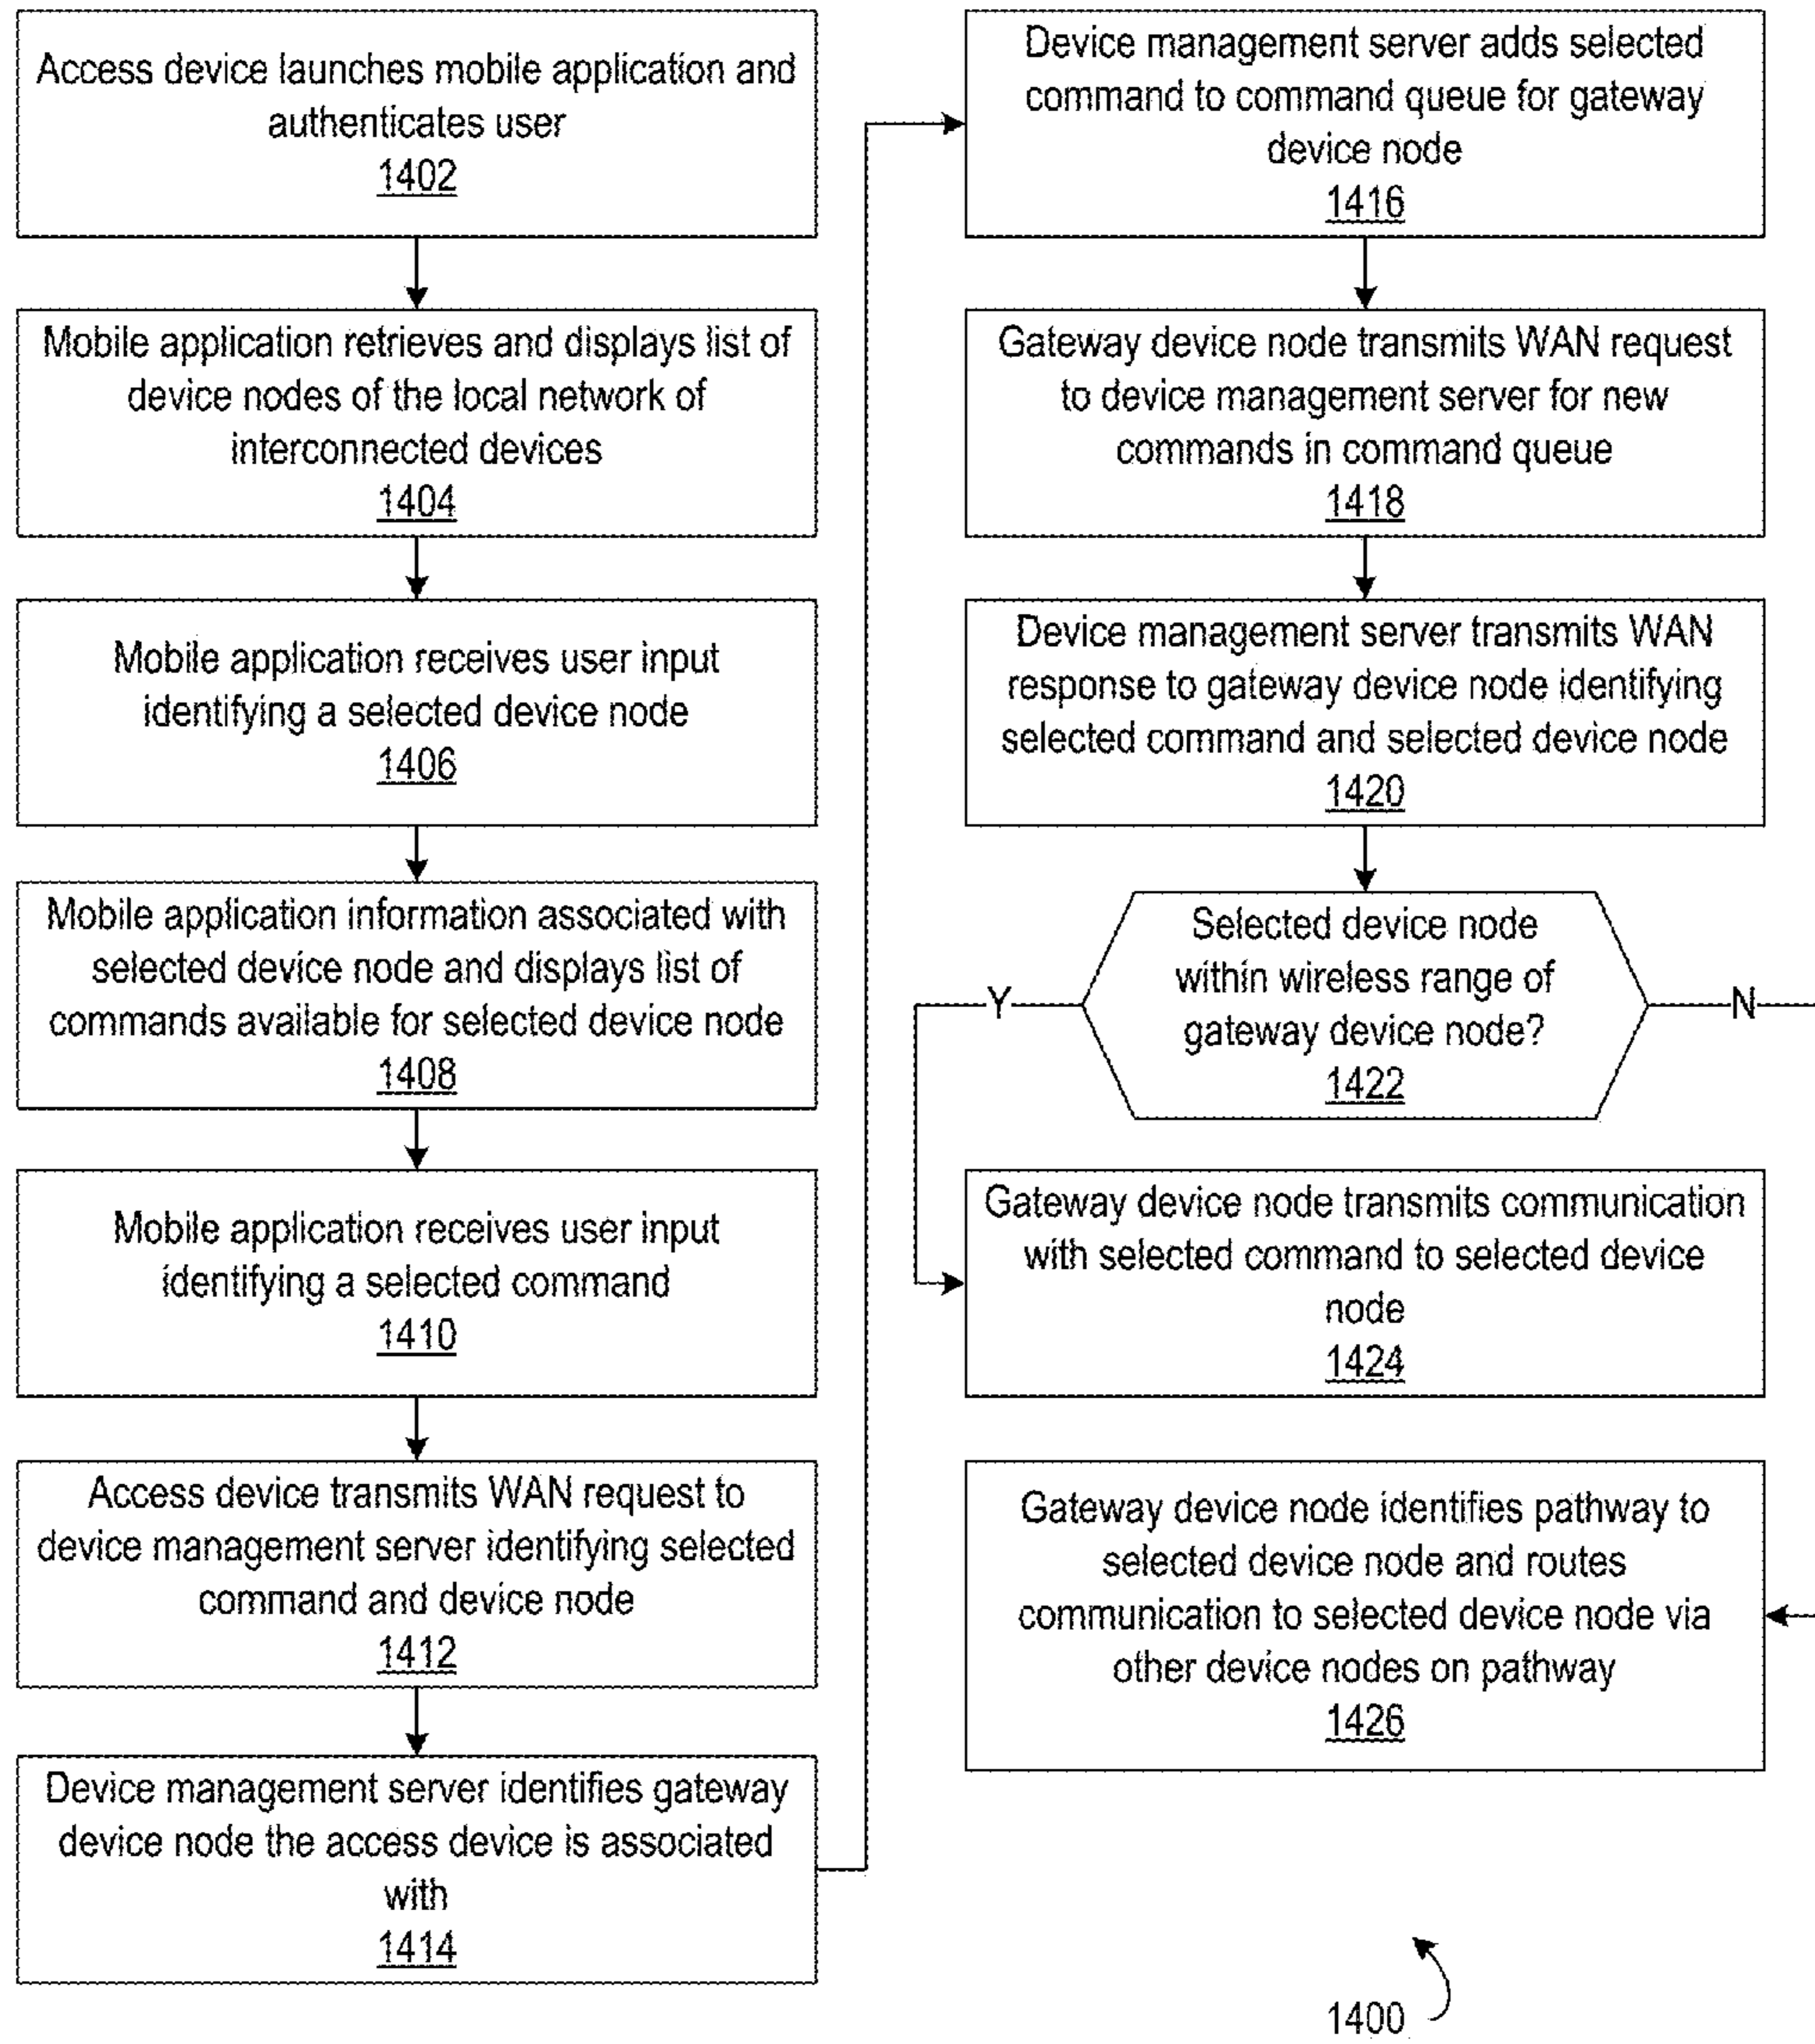 Access device launches mobile application and
authenticates user
1402
Mobile application retrieves and displays list of
device nodes of the local network of
interconnected devices
1404
Mobile application receives user input
identifying a selected device node
1406
Mobile application information associated with
selected device node and displays list of
commands available for selected device node
1408
Mobile application receives user input
identifying a selected command
1410
Access device transmits WAN request to
device management server identifying selected
command and device node
1412
Device management server identifies gateway
device node the access device is associated
with
1414
Device management server adds selected
command to command queue for gateway
device node
1416
Gateway device node transmits WAN request
to device management server for new
commands in command queue
1418
Device management server transmits WAN
response to gateway device node identifying
selected command and selected device node
1420
Selected device node
within wireless range of
gateway device node?
1422
Y
N
Gateway device node transmits communication
with selected command to selected device
node
1424
Gateway device node identifies pathway to
selected device node and routes
communication to selected device node via
other device nodes on pathway
1426
1400